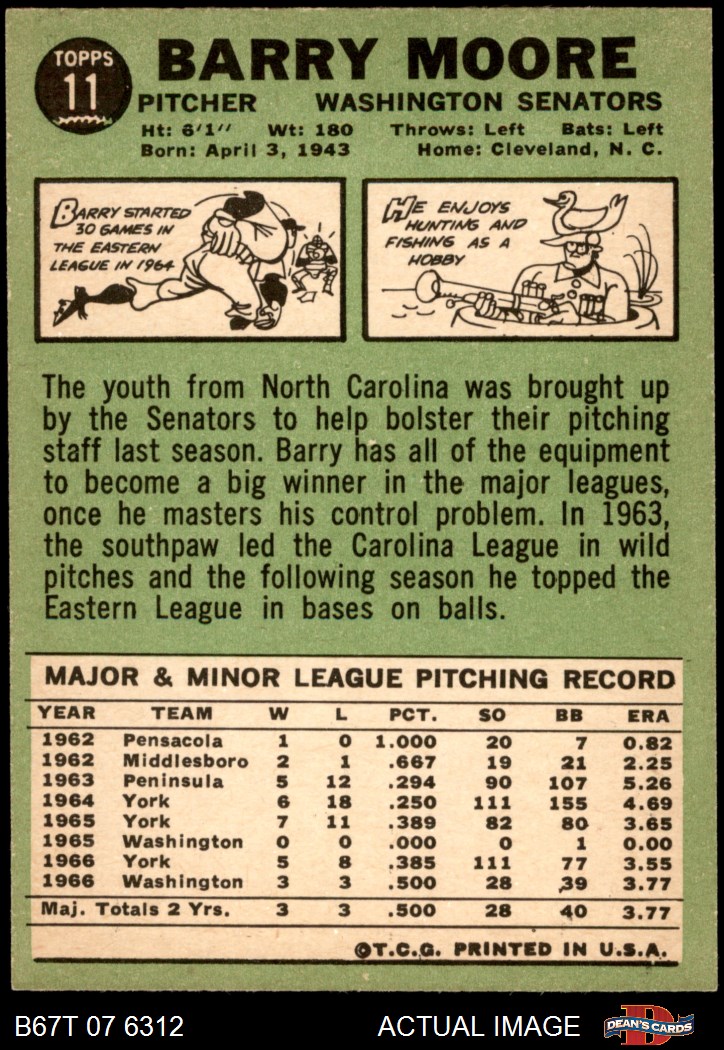 TOPPS
11
BARRY MOORE
PITCHER WASHINGTON SENATORS
Ht: 6'1" Wt: 180 Throws: Left Bats: Left
Born: April 3, 1943 Home: Cleveland, N. C.
BARRY STARTED
30 GAMES IN
THE EASTERN
LEAGUE IN 1964
HE ENJOYS
HUNTING AND
FISHING AS A
HOBBY
The youth from North Carolina was brought up
by the Senators to help bolster their pitching
staff last season. Barry has all of the equipment
to become a big winner in the major leagues,
once he masters his control problem. In 1963,
the southpaw led the Carolina League in wild
pitches and the following season he topped the
Eastern League in bases on balls.
MAJOR & MINOR LEAGUE PITCHING RECORD
YEAR TEAM W L PCT. SO BB ERA
1962 Pensacola 1 0 1.000 20 7 0.82
1962 Middlesboro 2 1 .667 19 21 2.25
1963 Peninsula 5 12 .294 90 107 5.26
1964 York 6 18 .250 111 155 4.69
1965 York 7 11 .389 82 80 3.65
1965 Washington 0 0 .000 0 1 0.00
1966 York 5 8 .385 111 77 3.55
1966 Washington 3 3 .500 28 39 3.77
Maj. Totals 2 Yrs. 3 3 .500 28 40 3.77
©T.C.G. PRINTED IN U.S.A.
B67T 07 6312 ACTUAL IMAGE DEAN'S CARDS